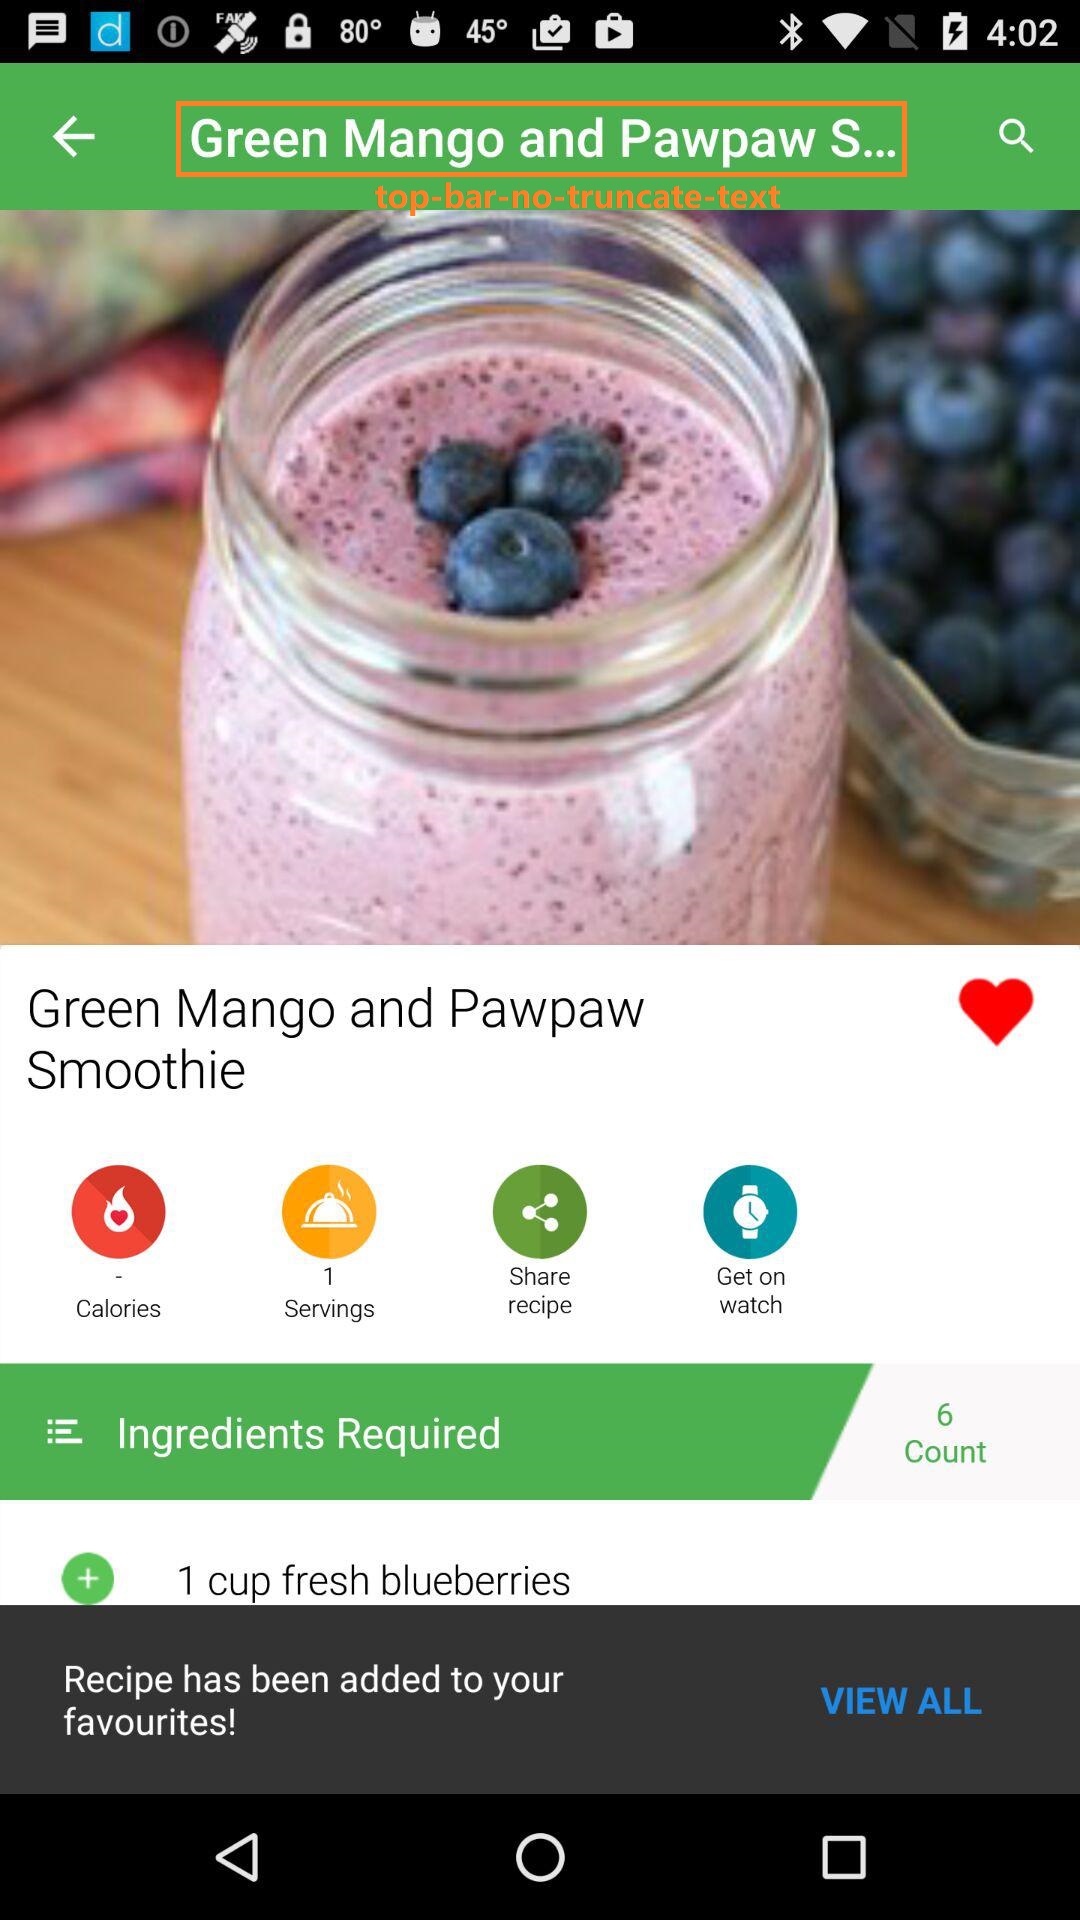 FAKE
80°
45°
4:02
Green Mango and Pawpaw S...
top-bar-no-truncate-text
Green Mango and Pawpaw
Smoothie
-
Calories
1
Servings
Share
recipe
Get on
watch
Ingredients Required
6
Count
1 cup fresh blueberries
Recipe has been added to your
favourites!
VIEW ALL